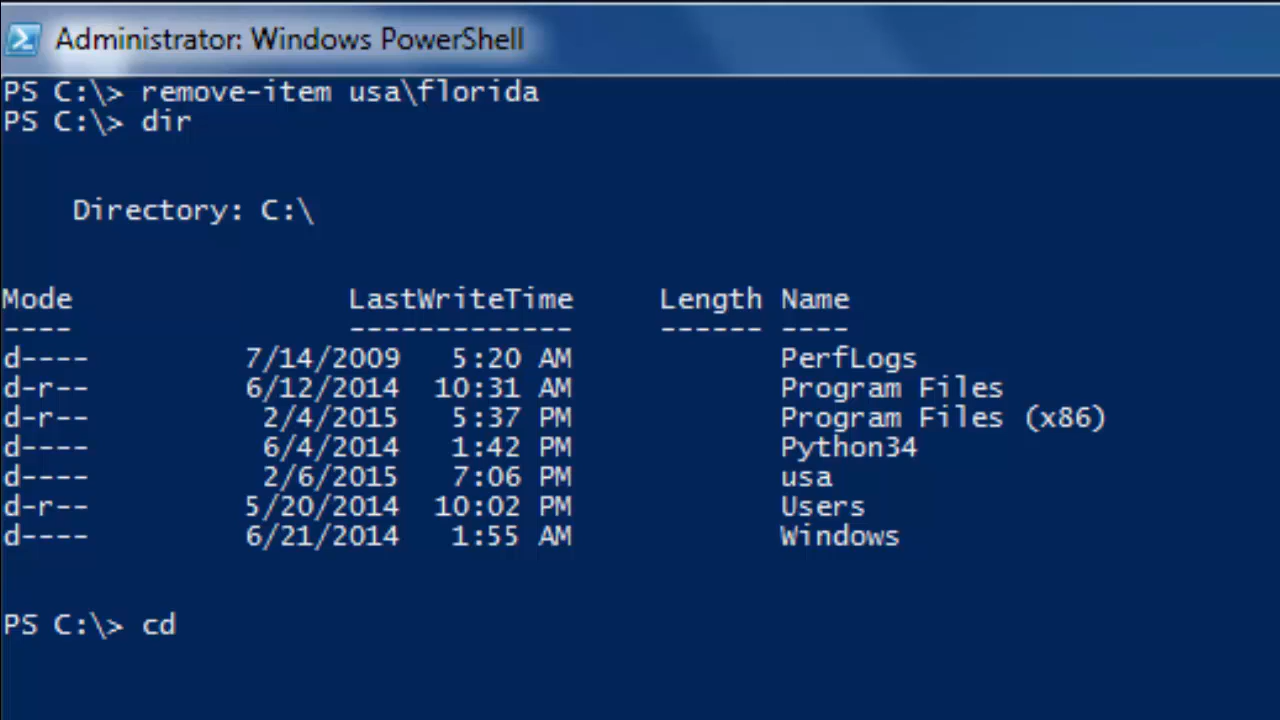 Administrator: Windows PowerShell
PS C:\> remove-item usa\florida
PS C:\> dir
Directory: C:\
Mode LastWriteTime Length Name
---- ------------- ------ ----
d---- 7/14/2009 5:20 AM PerfLogs
d-r-- 6/12/2014 10:31 AM Program Files
d-r-- 2/4/2015 5:37 PM Program Files (x86)
d---- 6/4/2014 1:42 PM Python34
d---- 2/6/2015 7:06 PM usa
d-r-- 5/20/2014 10:02 PM Users
d---- 6/21/2014 1:55 AM Windows
PS C:\> cd